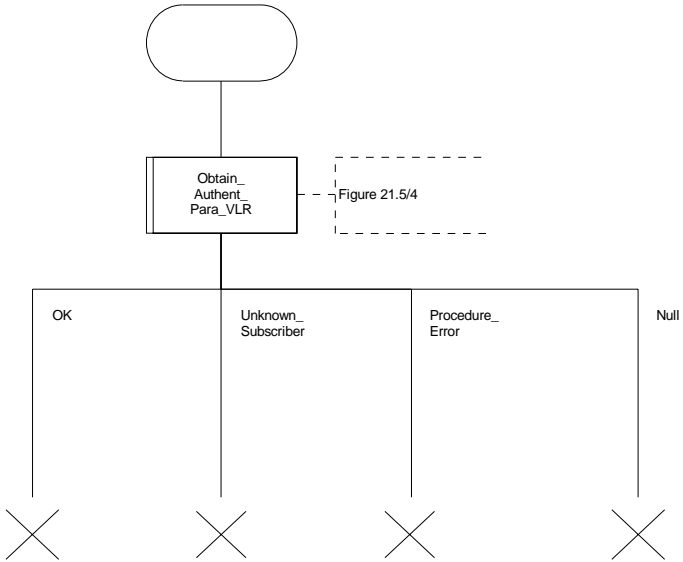 Obtain_
Authent_
Para_VLR
Figure 21.5/4
OK
Unknown_
Subscriber
Procedure_
Error
Null